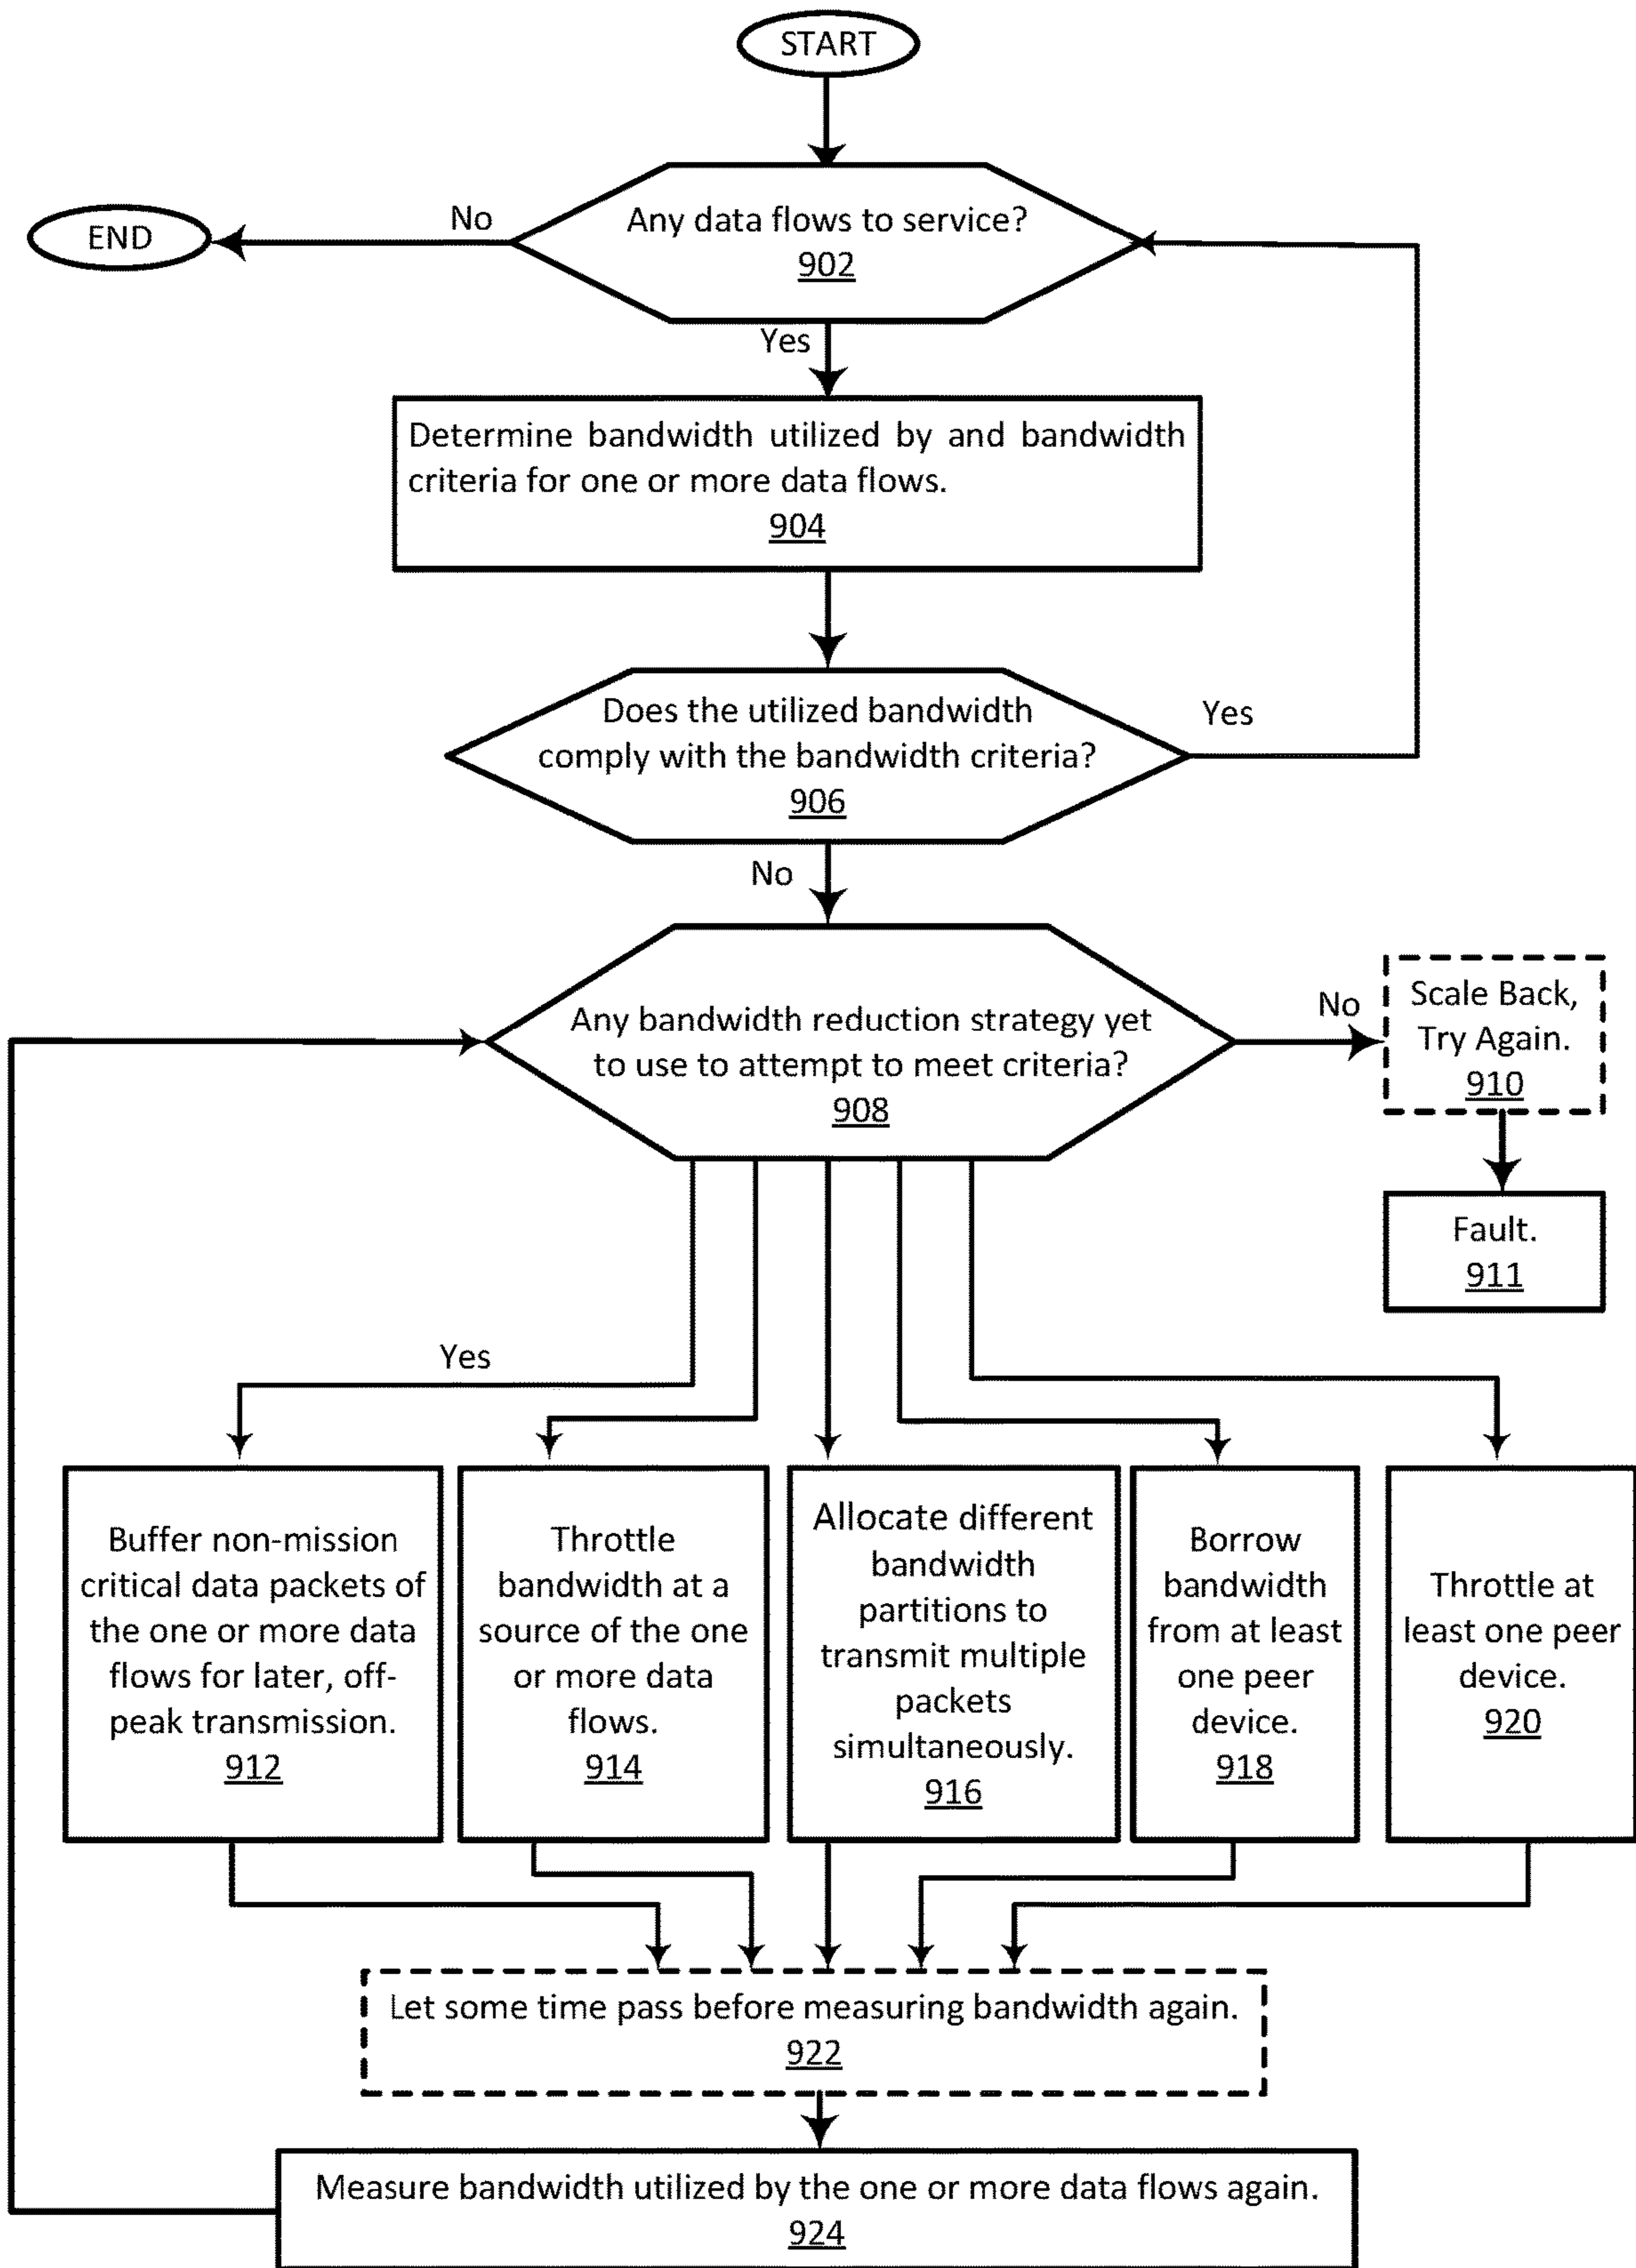 START
Any data flows to service?
902
No
END
Yes
Determine bandwidth utilized by and bandwidth
criteria for one or more data flows.
904
Does the utilized bandwidth
comply with the bandwidth criteria?
906
Yes
No
Any bandwidth reduction strategy yet
to use to attempt to meet criteria?
908
No
Scale Back,
Try Again.
910
Fault.
911
Yes
Buffer non-mission
critical data packets of
the one or more data
flows for later, off-
peak transmission.
912
Throttle
bandwidth at a
source of the one
or more data
flows.
914
Allocate different
bandwidth
partitions to
transmit multiple
packets
simultaneously.
916
Borrow
bandwidth
from at least
one peer
device.
918
Throttle at
least one peer
device.
920
Let some time pass before measuring bandwidth again.
922
Measure bandwidth utilized by the one or more data flows again.
924